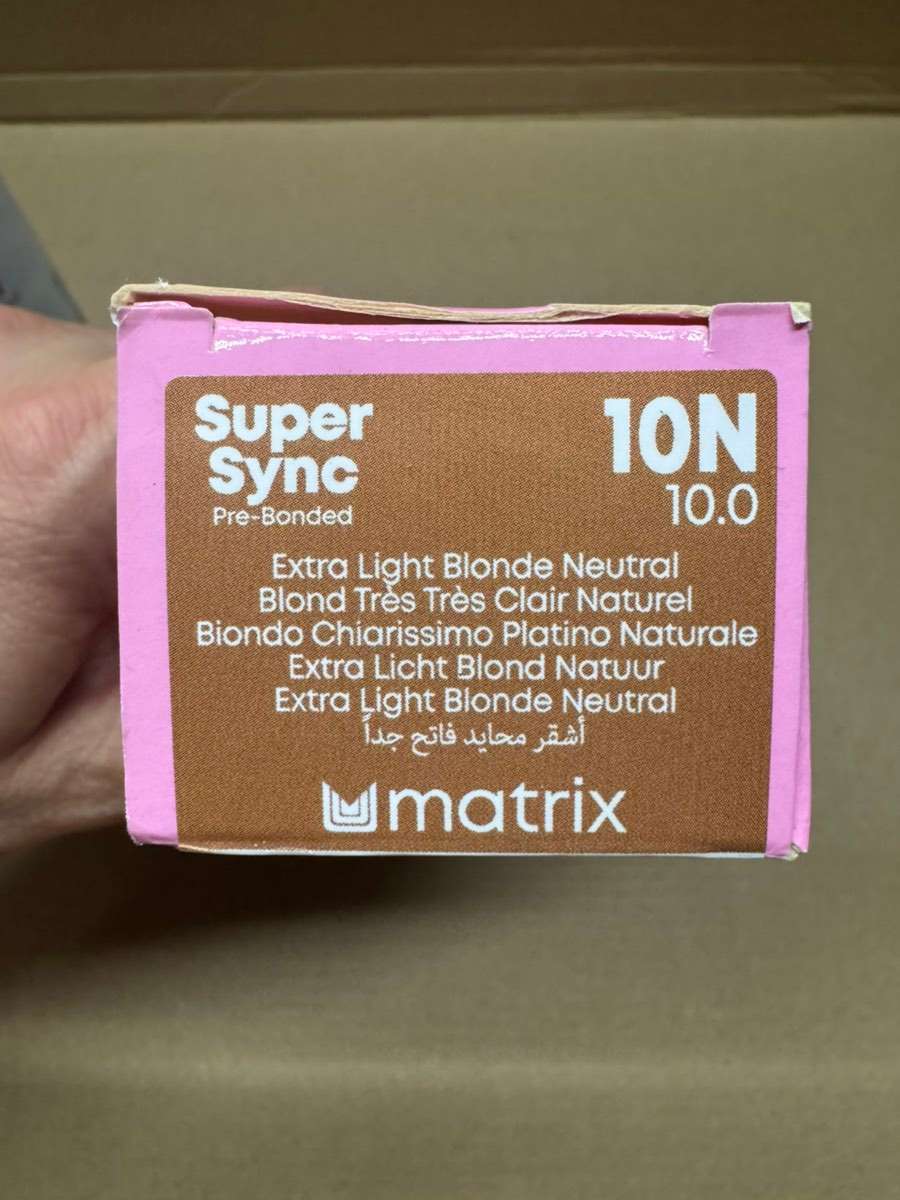 Super
Sync
Pre-Bonded
10N
10.0
Extra Light Blonde Neutral
Blond Très Très Clair Naturel
Biondo Chiarissimo Platino Naturale
Extra Licht Blond Natuur
Extra Light Blonde Neutral
أشقر محايد فاتح جداً
matrix